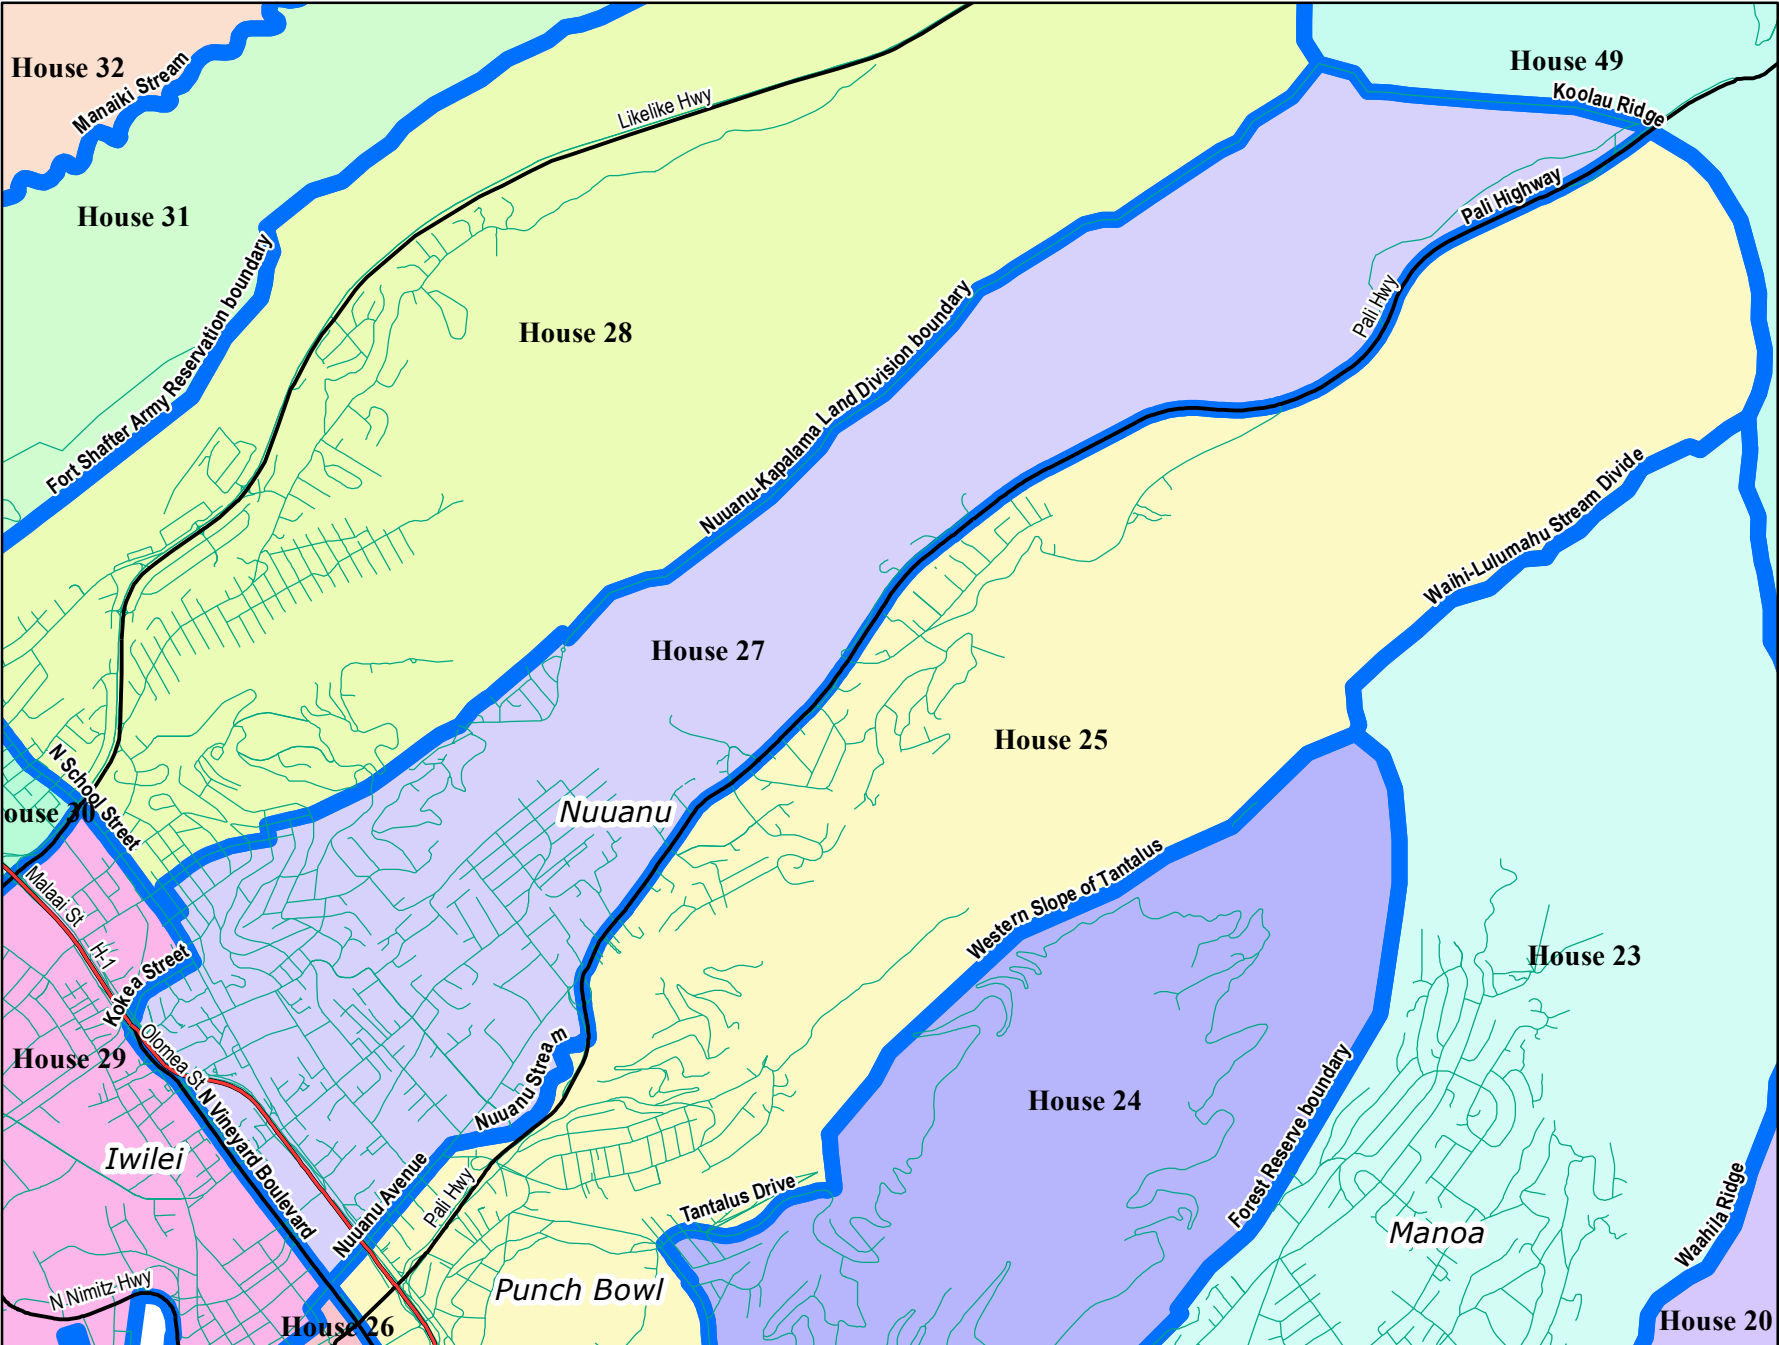 House 32
Manaiki Stream
House 49
Koolau Ridge
Likelike Hwy
House 31
Pali Highway
Fort Shafter Army Reservation boundary
House 28
Nuuanu-Kapalama Land Division boundary
Pali Hwy
Waihi-Lulumahu Stream Divide
House 27
House 25
N School Street
ouse 30
Nuuanu
Malaai St
H-1
Western Slope of Tantalus
House 23
Kokea Street
House 29
Olomea St
N Vineyard Boulevard
Nuuanu Stream
House 24
Forest Reserve boundary
Iwilei
Nuuanu Avenue
Pali Hwy
Tantalus Drive
Manoa
Waahila Ridge
N Nimitz Hwy
Punch Bowl
House 26
House 20